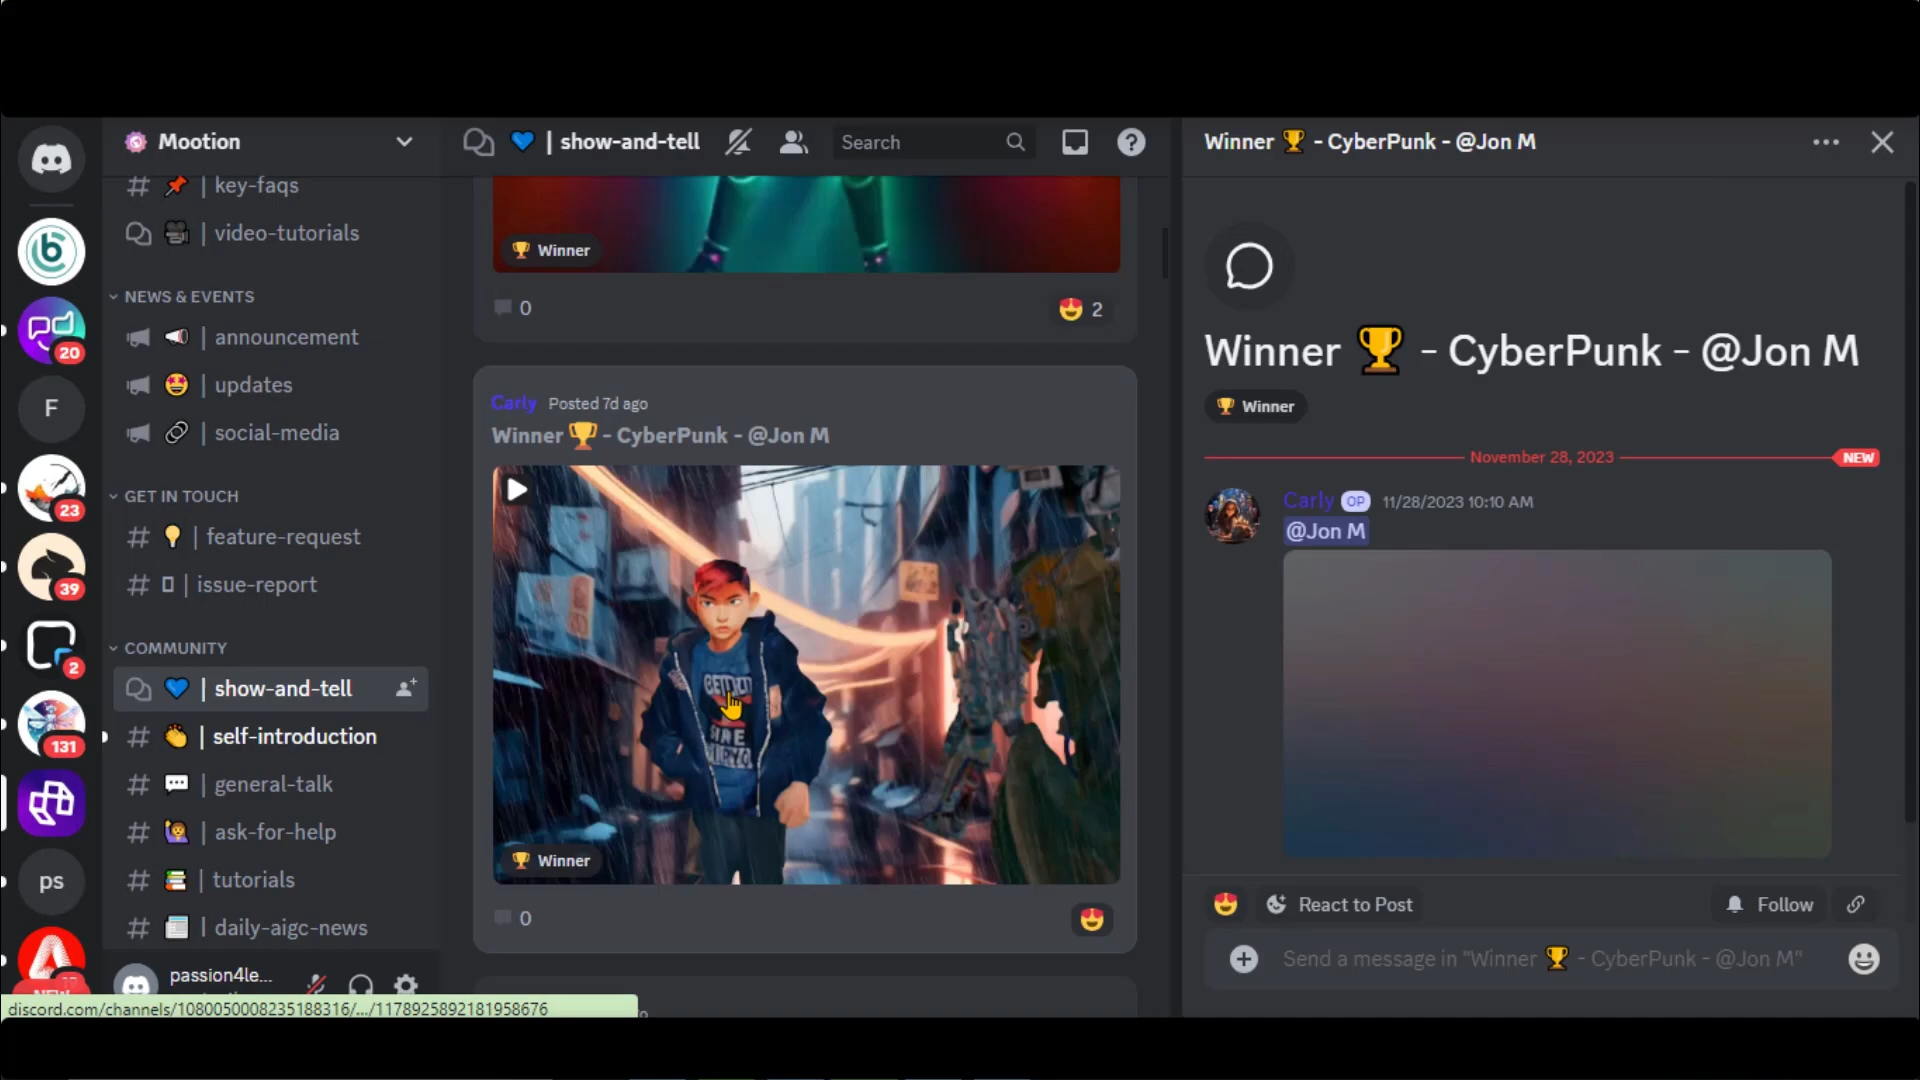 Mootion
# | key-faqs
| video-tutorials
NEWS & EVENTS
| announcement
| updates
| social-media
GET IN TOUCH
# | feature-request
# | issue-report
COMMUNITY
| show-and-tell
# | self-introduction
# | general-talk
# | ask-for-help
# | tutorials
# | daily-aigc-news
passion4le...
20
F
23
39
2
131
ps
NEW
discord.com/channels/1080050008235188316/.../1178925892181958676
| show-and-tell
Search
Winner
0
2
Carly Posted 7d ago
Winner 🏆 - CyberPunk - @Jon M
Winner
0
Winner 🏆 - CyberPunk - @Jon M
Winner 🏆 - CyberPunk - @Jon M
Winner
November 28, 2023 NEW
Carly OP 11/28/2023 10:10 AM
@Jon M
React to Post
Follow
Send a message in "Winner 🏆 - CyberPunk - @Jon M"